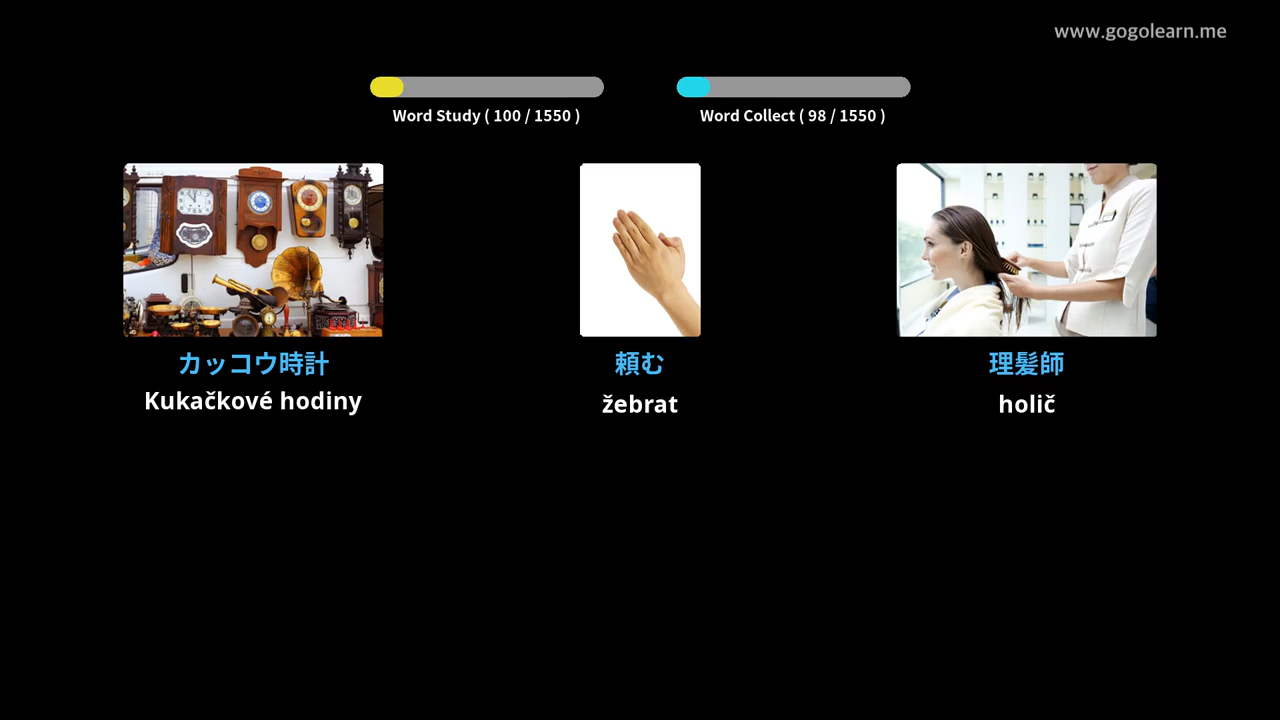 www.gogolearn.me
Word Study ( 100 / 1550 )
Word Collect ( 98 / 1550 )
カッコウ時計
Kukačkové hodiny
頼む
žebrat
理髪師
holič